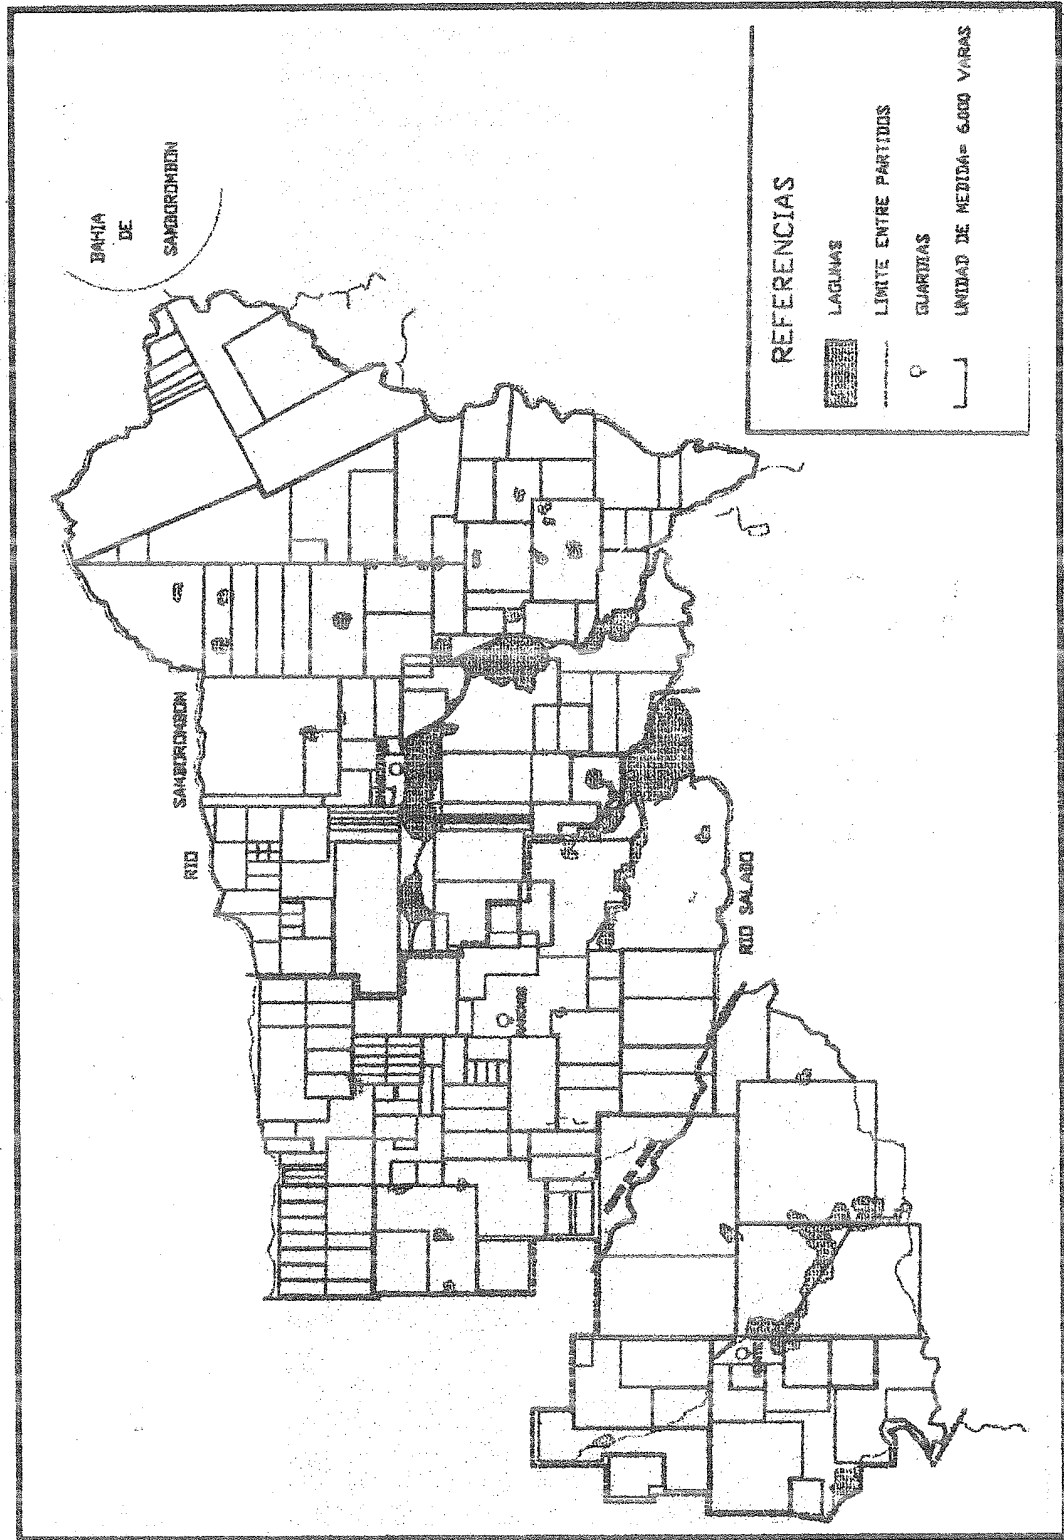 BAHIA
DE
SAMBOROMBON
SAMBOROMBON
RIO
RANCHOS
RIO SALADO
REFERENCIAS
LAGUNAS
LIMITE ENTRE PARTIDOS
GUARDIAS
UNIDAD DE MEDIDA= 6.000 VARAS